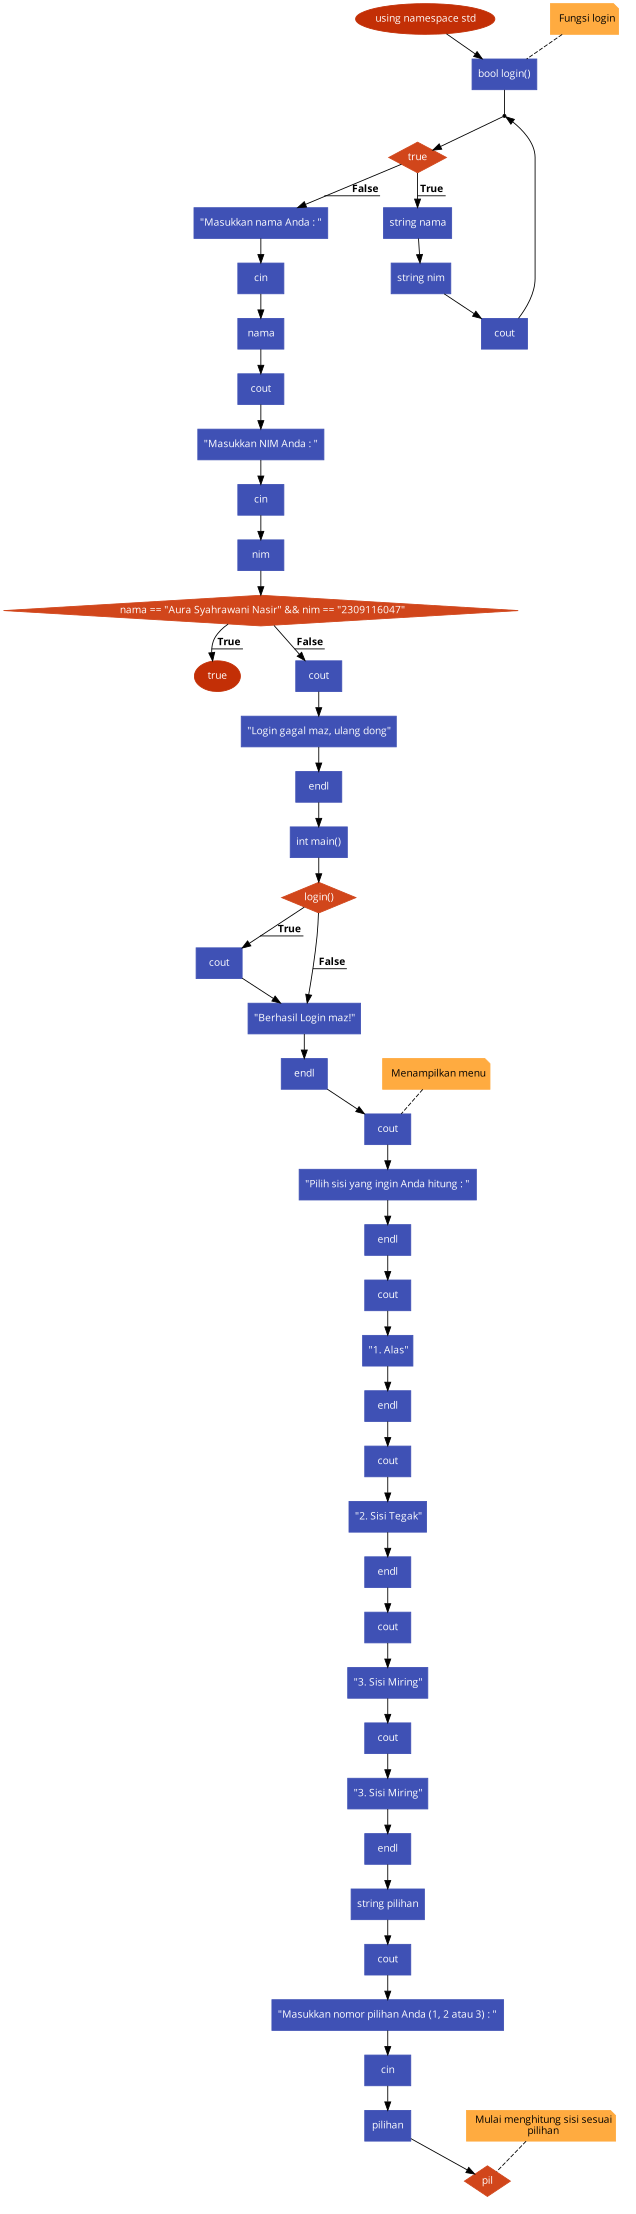 using namespace std
Fungsi login
bool login()
true
False
True
"Masukkan nama Anda : "
string nama
cin
string nim
nama
cout
cout
"Masukkan NIM Anda : "
cin
nim
nama == "Aura Syahrawani Nasir" && nim == "2309116047"
True
False
true
cout
"Login gagal maz, ulang dong"
endl
int main()
login()
True
cout
False
"Berhasil Login maz!"
endl
Menampilkan menu
cout
"Pilih sisi yang ingin Anda hitung : "
endl
cout
"1. Alas"
endl
cout
"2. Sisi Tegak"
endl
cout
"3. Sisi Miring"
cout
"3. Sisi Miring"
endl
string pilihan
cout
"Masukkan nomor pilihan Anda (1, 2 atau 3) : "
cin
pilihan
Mulai menghitung sisi sesuai
pilihan
pil